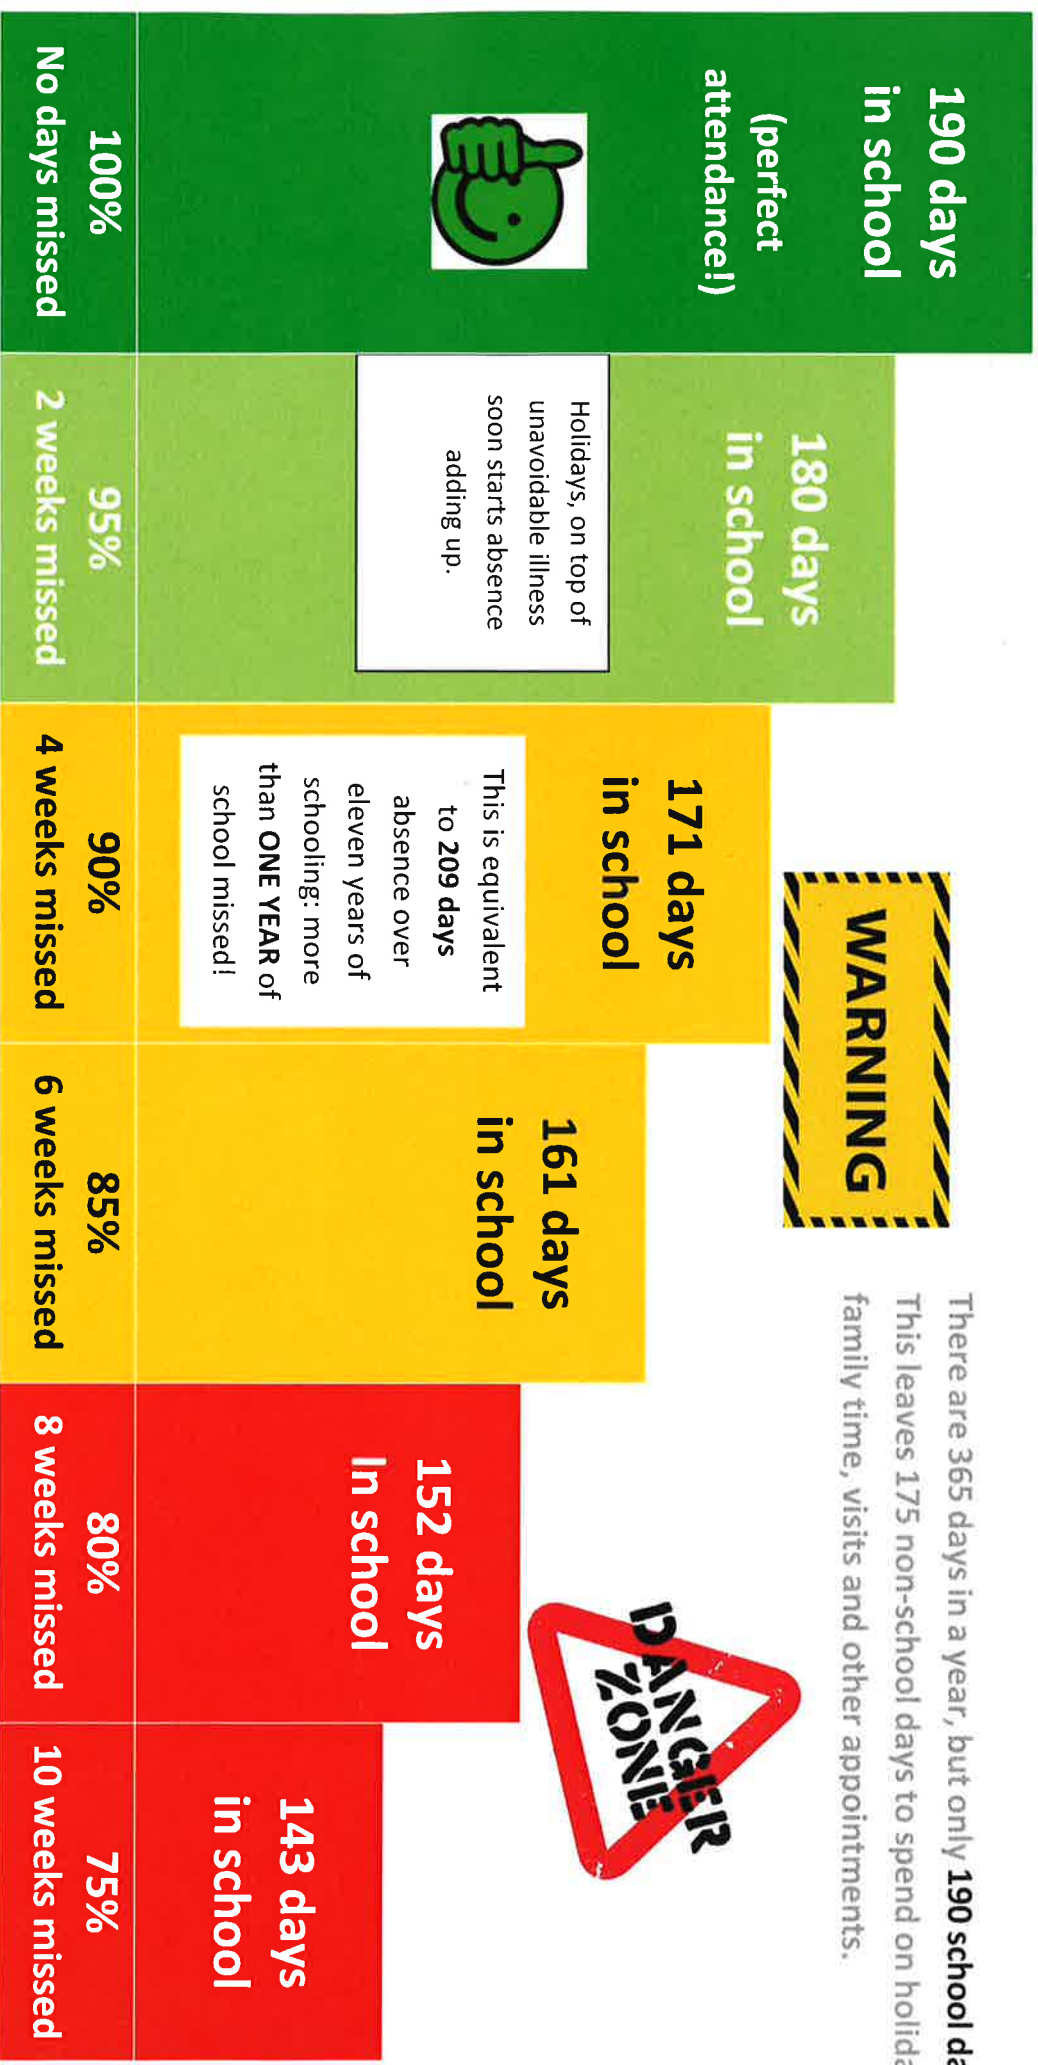 There are 365 days in a year, but only 190 school
This leaves 175 non-school days to spend on
family time, visits and other appointments.
WARNING
DANGER
ZONE
190 days
in school
(perfect
attendance!)
100%
No days missed
180 days
in school
Holidays, on top of
unavoidable illness
soon starts absence
adding up.
95%
2 weeks missed
171 days
in school
This is equivalent
to 209 days
absence over
eleven years of
schooling: more
than ONE YEAR of
school missed!
90%
4 weeks missed
161 days
in school
85%
6 weeks missed
152 days
In school
80%
8 weeks missed
143 days
in school
75%
10 weeks missed